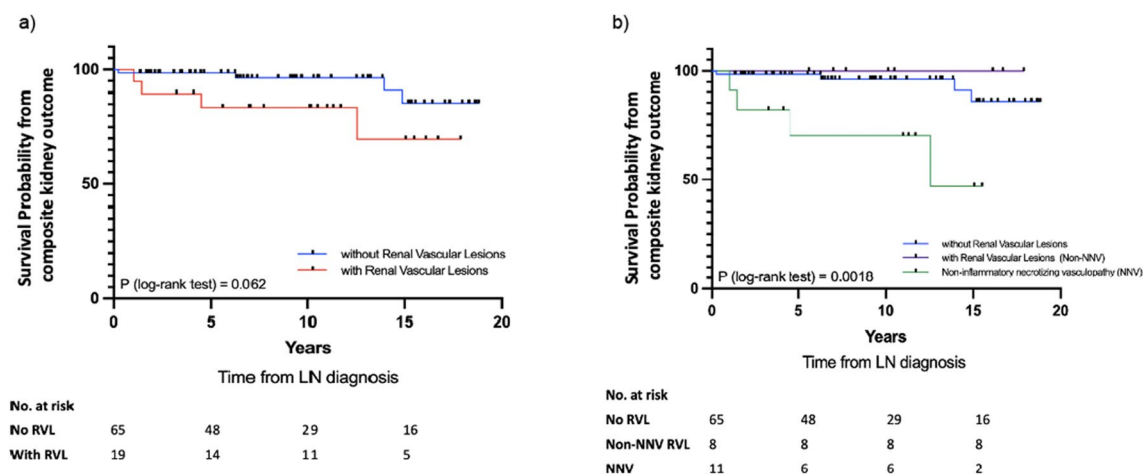 a)
Survival Probability from
composite kidney outcome
100
50
0
without Renal Vascular Lesions
with Renal Vascular Lesions
P (log-rank test) = 0.062
0 5 10 15 20
Years
Time from LN diagnosis
No. at risk
No RVL 65 48 29 16
With RVL 19 14 11 5
b)
Survival Probability from
composite kidney outcome
100
50
0
without Renal Vascular Lesions
with Renal Vascular Lesions (Non-NNV)
Non-inflammatory necrotizing vasculopathy (NNV)
P (log-rank test) = 0.0018
0 5 10 15 20
Years
Time from LN diagnosis
No. at risk
No RVL 65 48 29 16
Non-NNV RVL 8 8 8 8
NNV 11 6 6 2